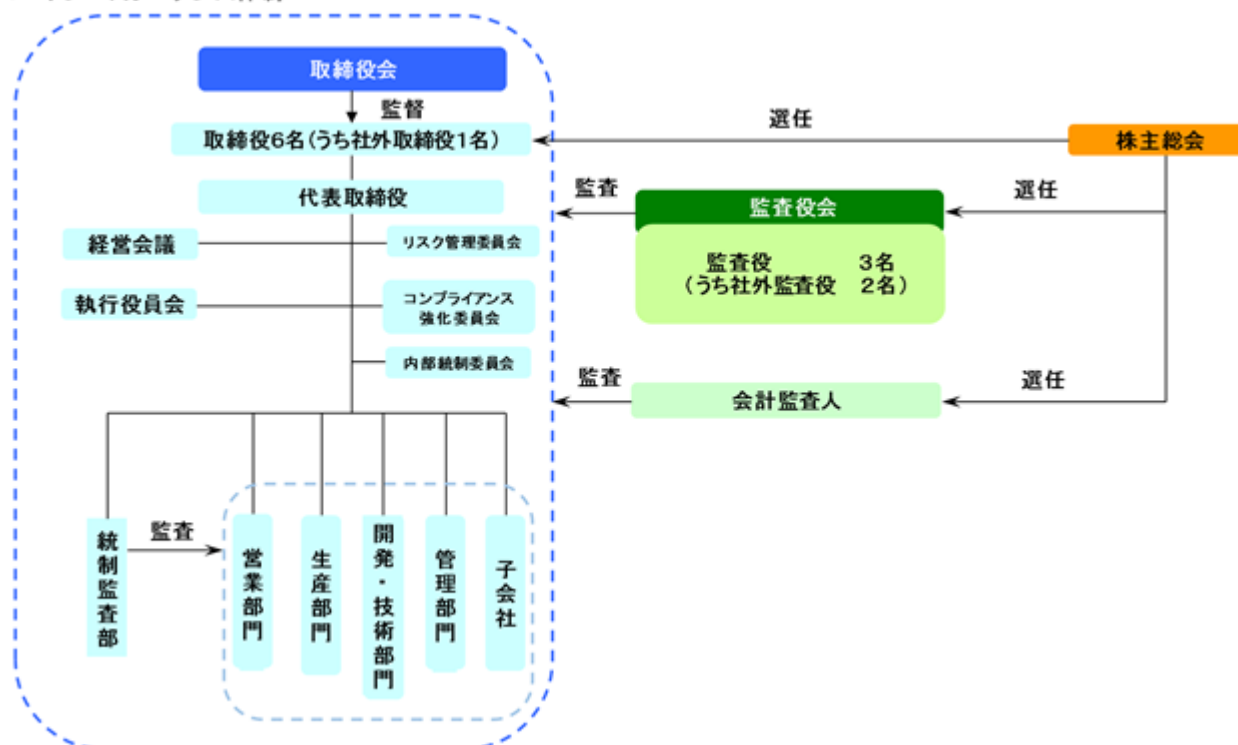 取締役会
監督
取締役6名(うち社外取締役1名)
選任
株主総会
代表取締役
監査
監査役会
選任
経営会議
リスク管理委員会
監査役 3名
(うち社外監査役 2名)
執行役員会
コンプライアンス
強化委員会
内部統制委員会
監査
会計監査人
選任
統制監査部
監査
営業部門
生産部門
開発・技術部門
管理部門
子会社